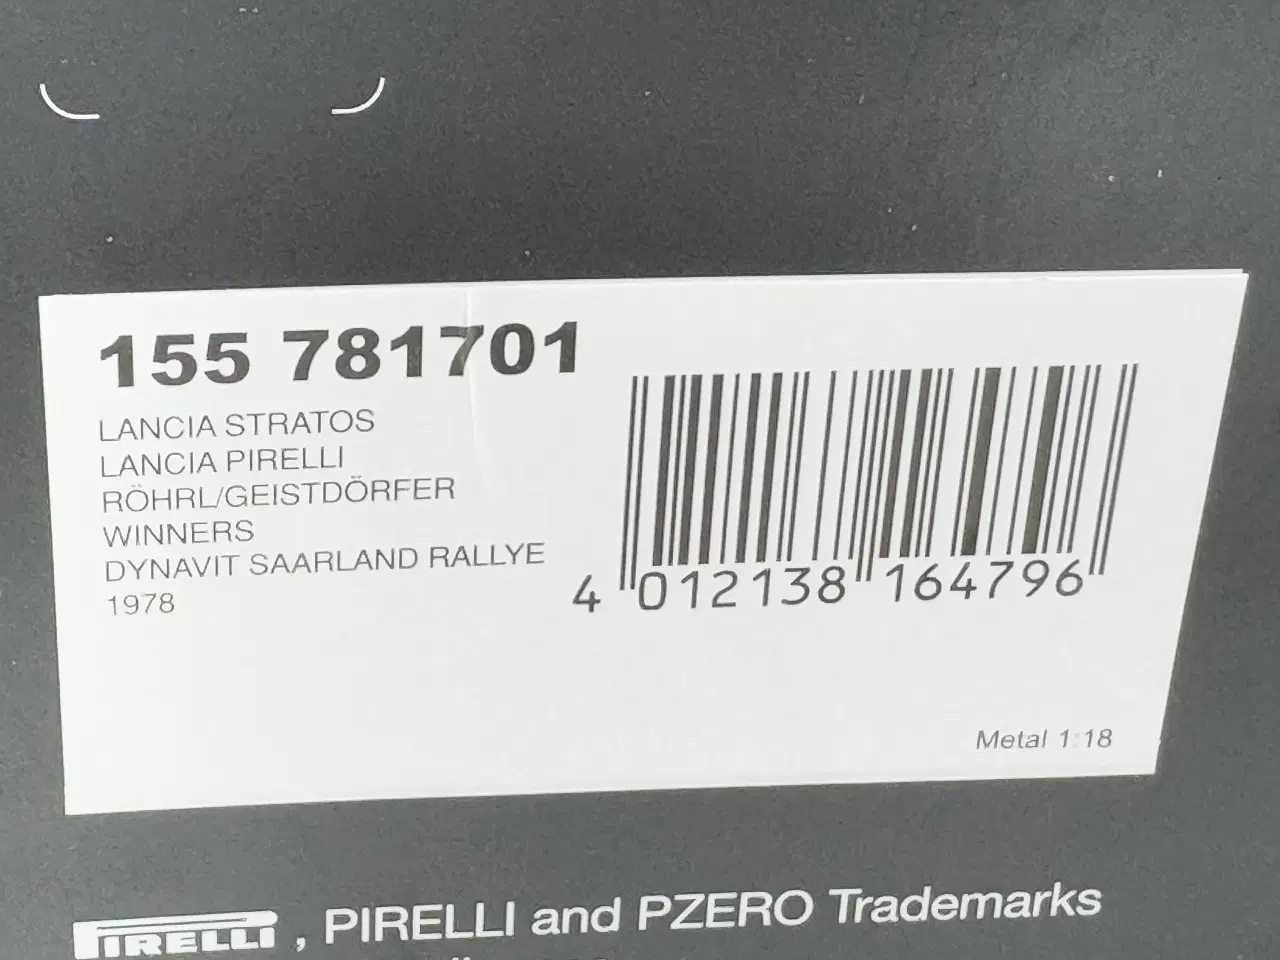 155 781701
LANCIA STRATOS
LANCIA PIRELLI
RÖHRL/GEISTDÖRFER
WINNERS
DYNAVIT SAARLAND RALLYE
1978
4 012138 164796
Metal 1:18
PIRELLI , PIRELLI and PZERO Trademarks